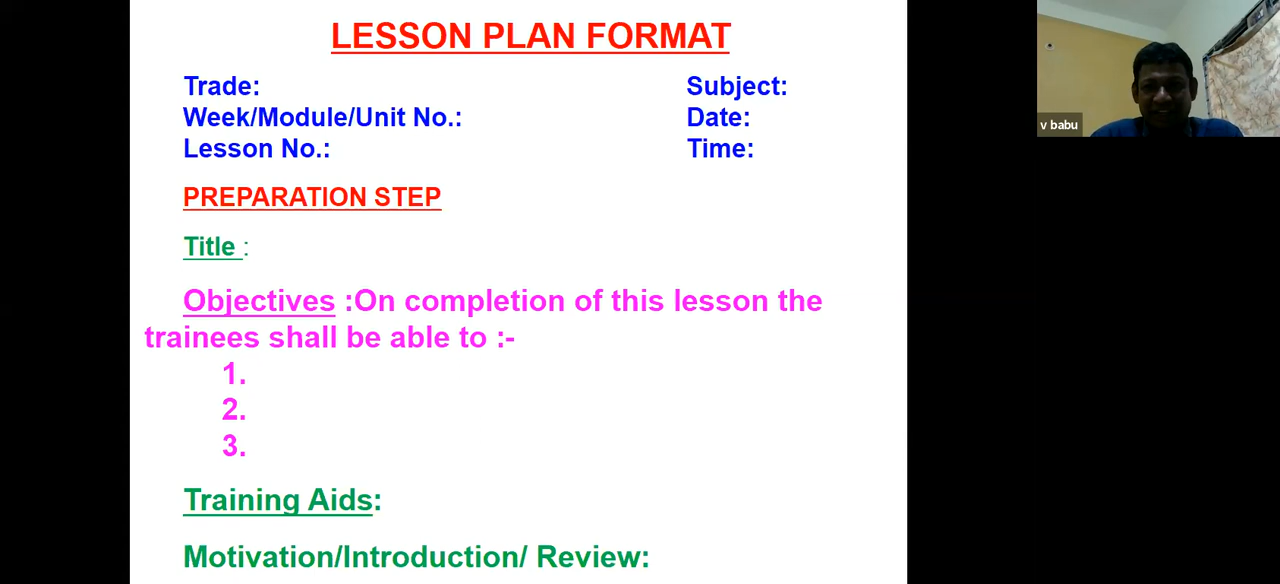 LESSON PLAN FORMAT
Trade: Subject:
Week/Module/Unit No.: Date:
Lesson No.: Time:
PREPARATION STEP
Title :
Objectives :On completion of this lesson the
trainees shall be able to :-
1.
2.
3.
Training Aids:
Motivation/Introduction/ Review:
v babu